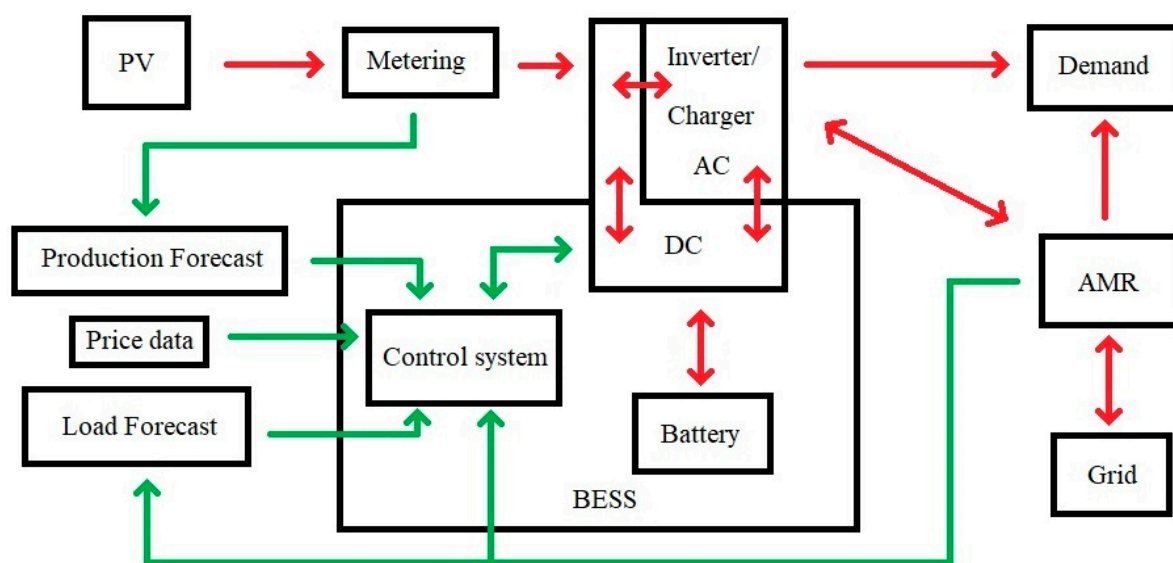 PV
Metering
Inverter/
Charger
AC
DC
Demand
Production Forecast
Price data
Load Forecast
Control system
Battery
BESS
AMR
Grid